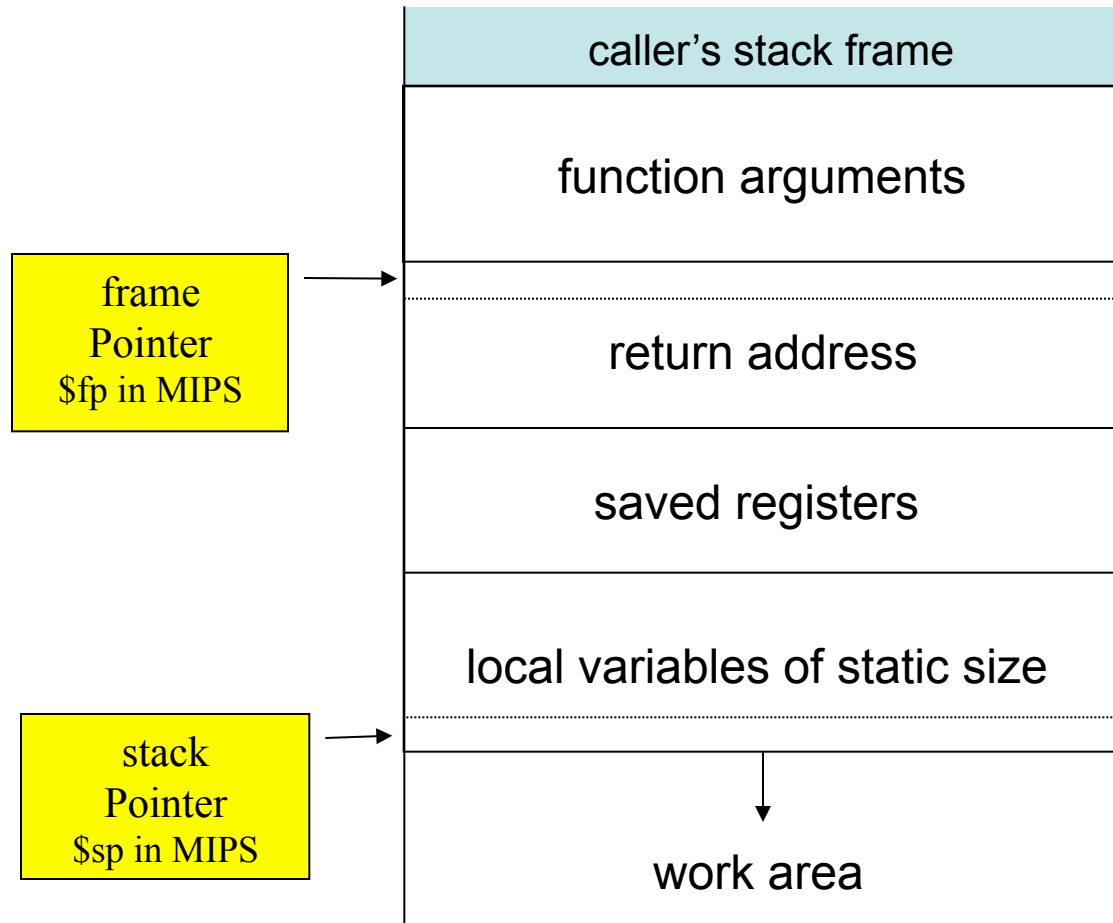 caller’s stack frame
function arguments
frame
Pointer
$fp in MIPS
return address
saved registers
local variables of static size
stack
Pointer
$sp in MIPS
work area